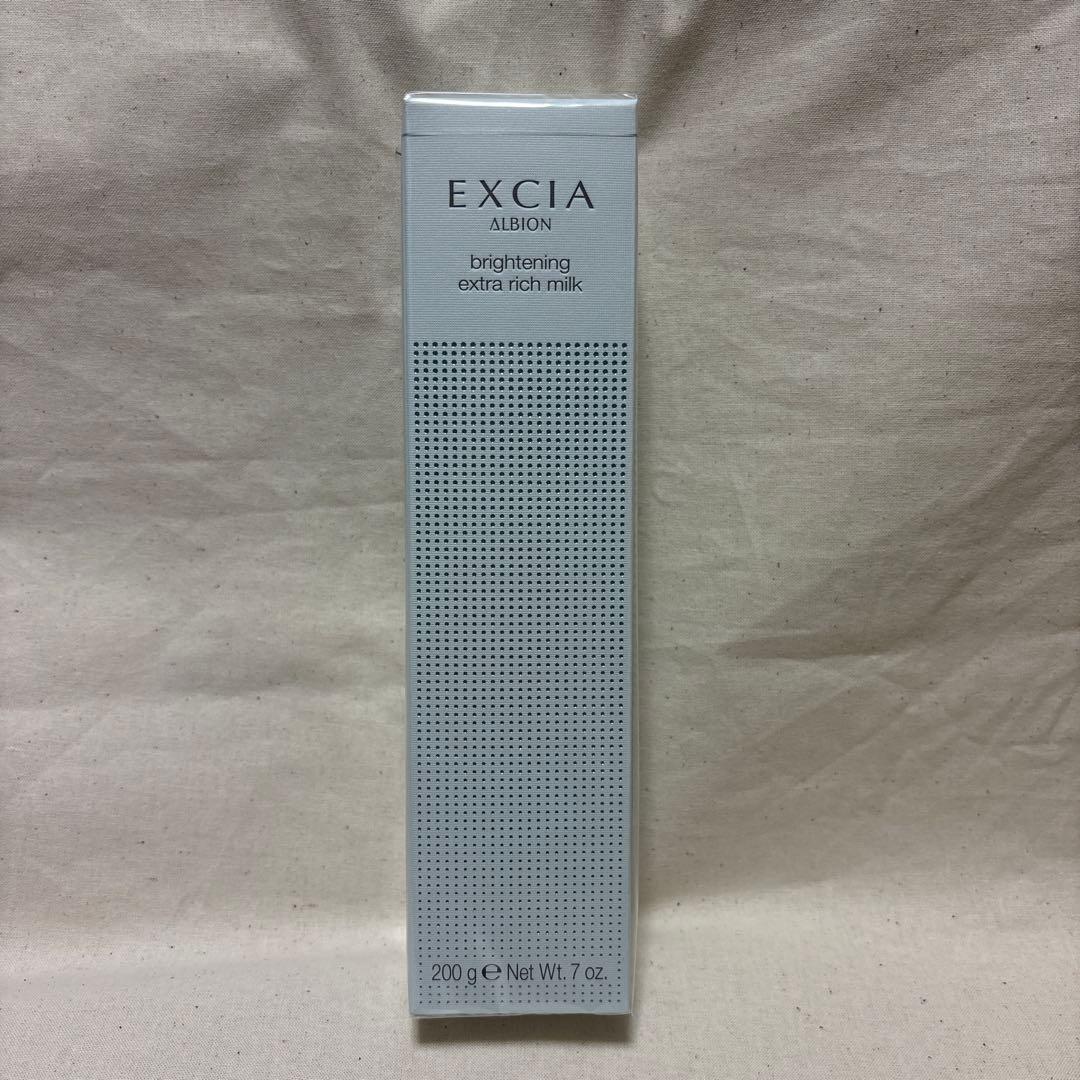 EXCIA
ALBION
brightening
extra rich milk
200 g ℮ Net Wt. 7 oz.